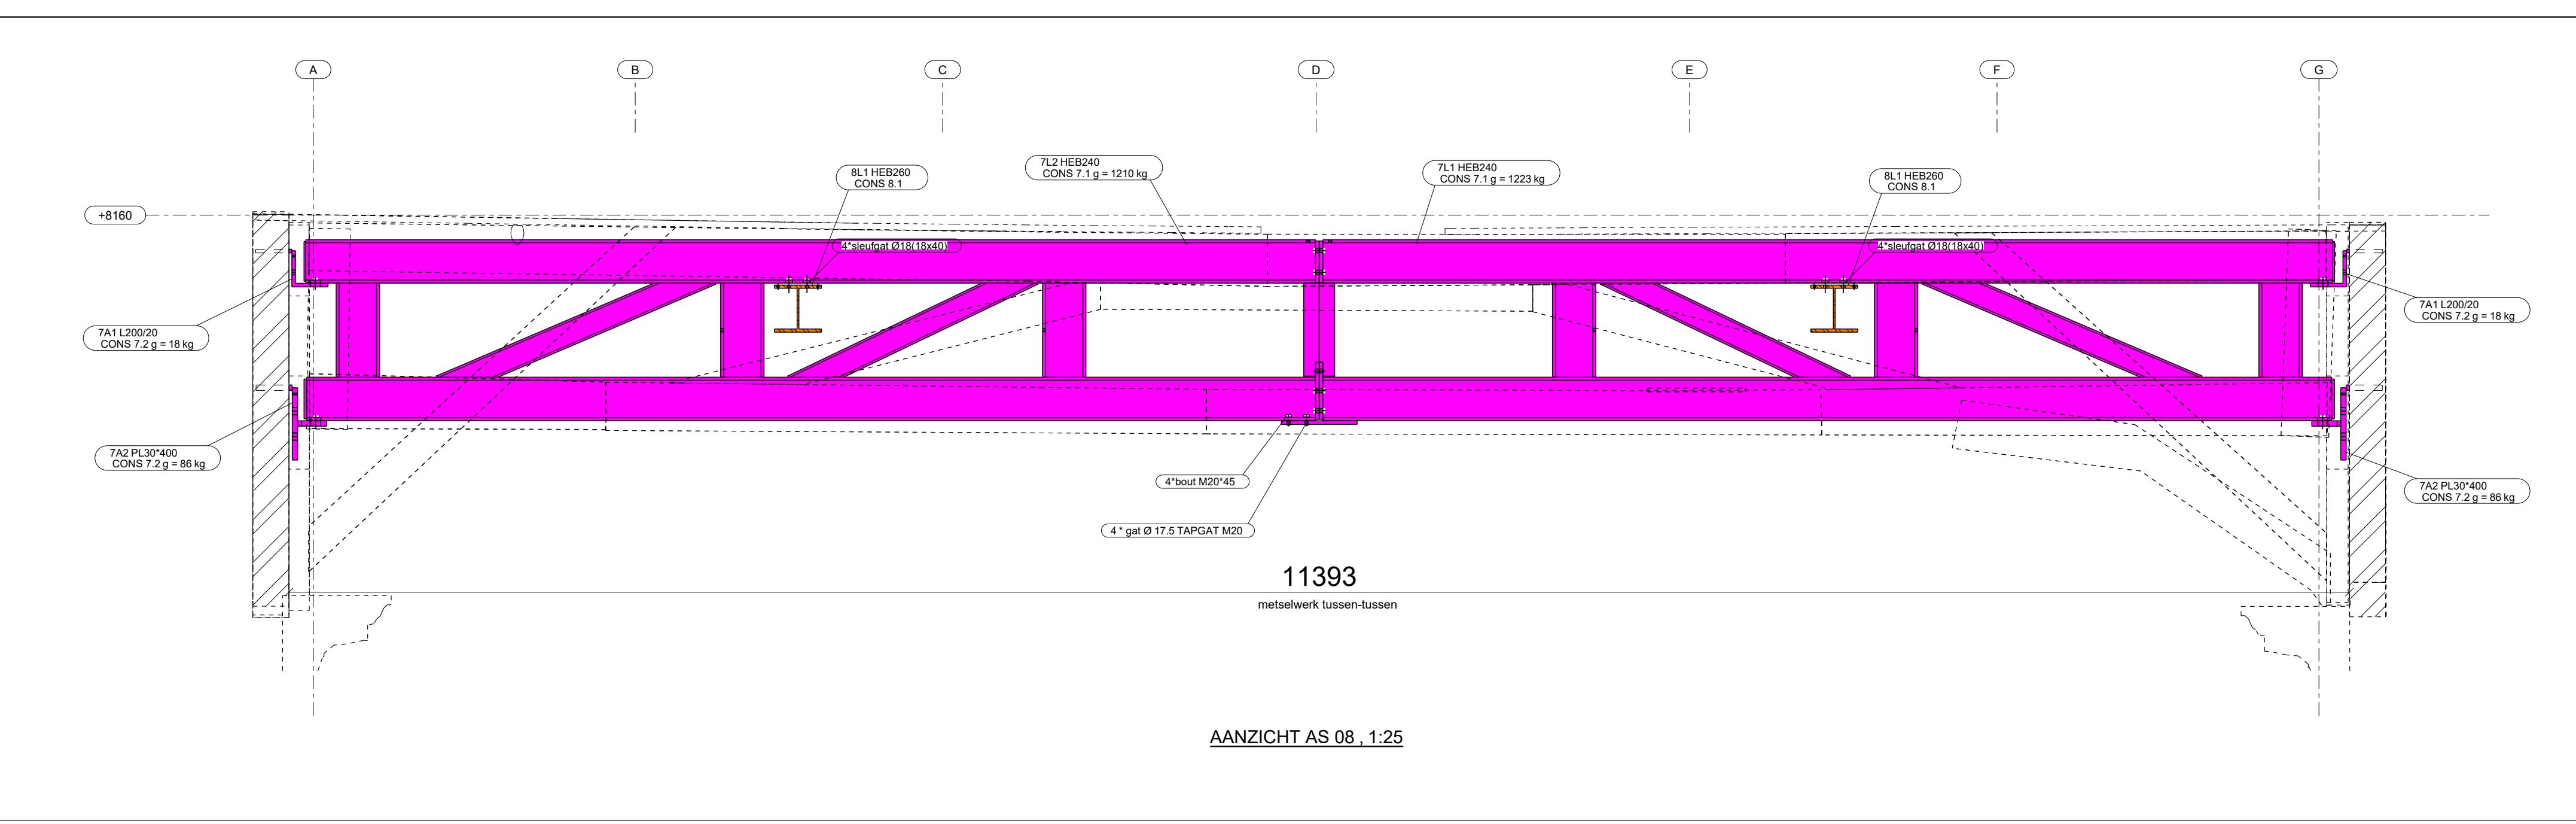 A
B
C
D
E
F
G
7L2 HEB240
CONS 7.1 g = 1210 kg
7L1 HEB240
CONS 7.1 g = 1223 kg
8L1 HEB260
CONS 8.1
8L1 HEB260
CONS 8.1
+8160
4*sleufgat Ø18(18x40)
4*sleufgat Ø18(18x40)
7A1 L200/20
CONS 7.2 g = 18 kg
7A1 L200/20
CONS 7.2 g = 18 kg
7A2 PL30*400
CONS 7.2 g = 86 kg
4*bout M20*45
7A2 PL30*400
CONS 7.2 g = 86 kg
4 * gat Ø 17.5 TAPGAT M20
11393
metselwerk tussen-tussen
AANZICHT AS 08 , 1:25